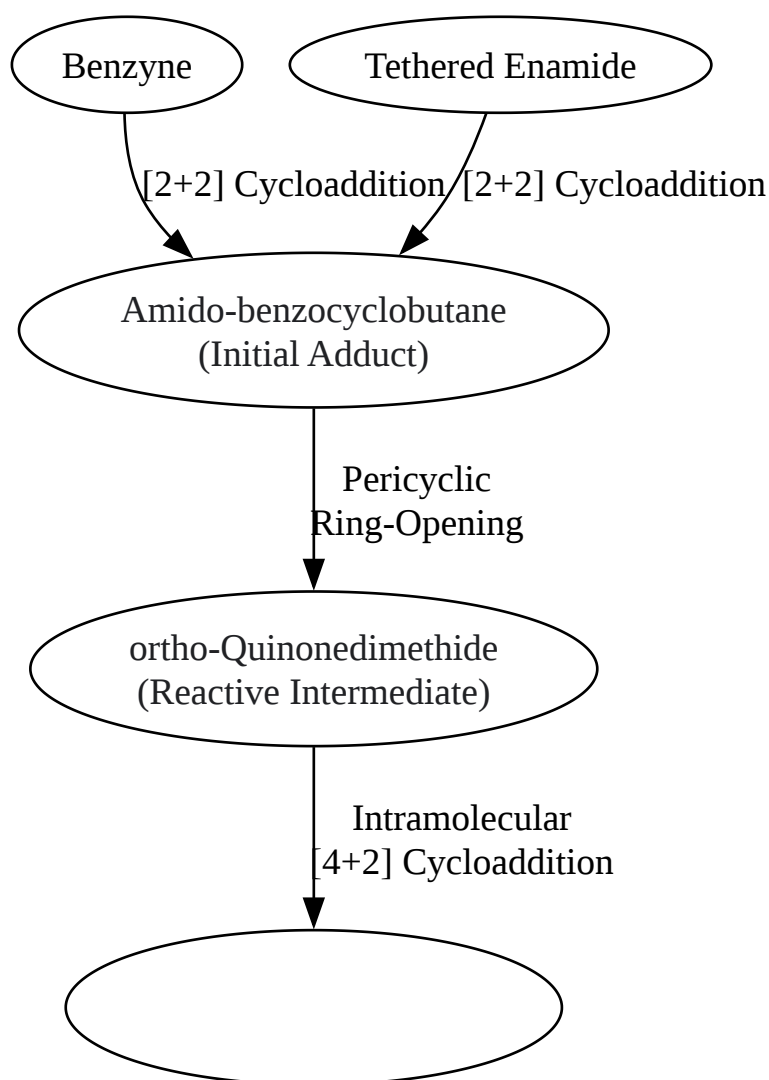 Benzyne
Tethered Enamide
[2+2] Cycloaddition
[2+2] Cycloaddition
Amido-benzocyclobutane
(Initial Adduct)
Pericyclic
Ring-Opening
ortho-Quinonedimethide
(Reactive Intermediate)
Intramolecular
[4+2] Cycloaddition